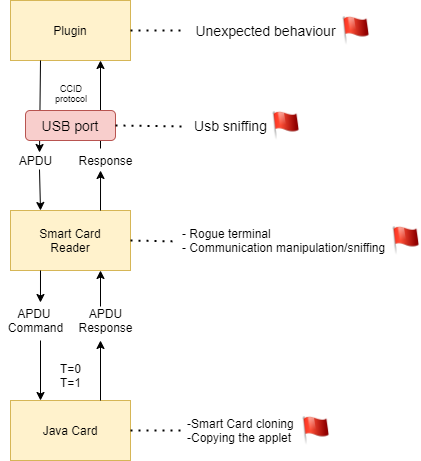 Plugin
Unexpected behaviour
CCID
protocol
USB port
Usb sniffing
APDU
Response
Smart Card
Reader
- Rogue terminal
- Communication manipulation/sniffing
APDU
Command
APDU
Response
T=0
T=1
Java Card
-Smart Card cloning
-Copying the applet